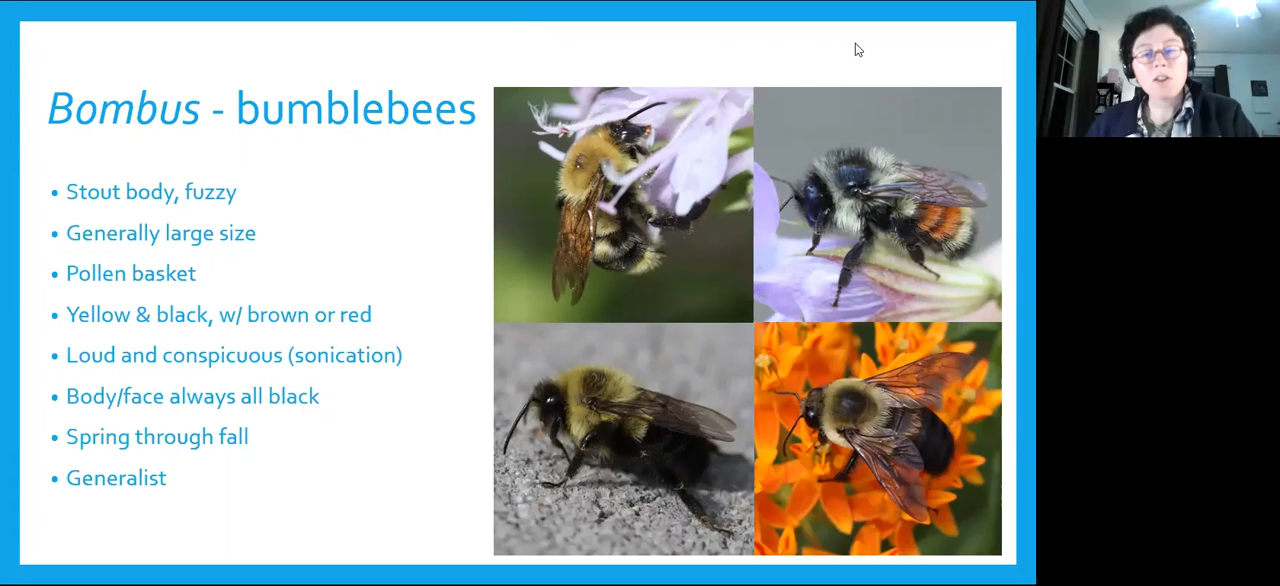 Bombus - bumblebees
• Stout body, fuzzy
• Generally large size
• Pollen basket
• Yellow & black, w/ brown or red
• Loud and conspicuous (sonication)
• Body/face always all black
• Spring through fall
• Generalist